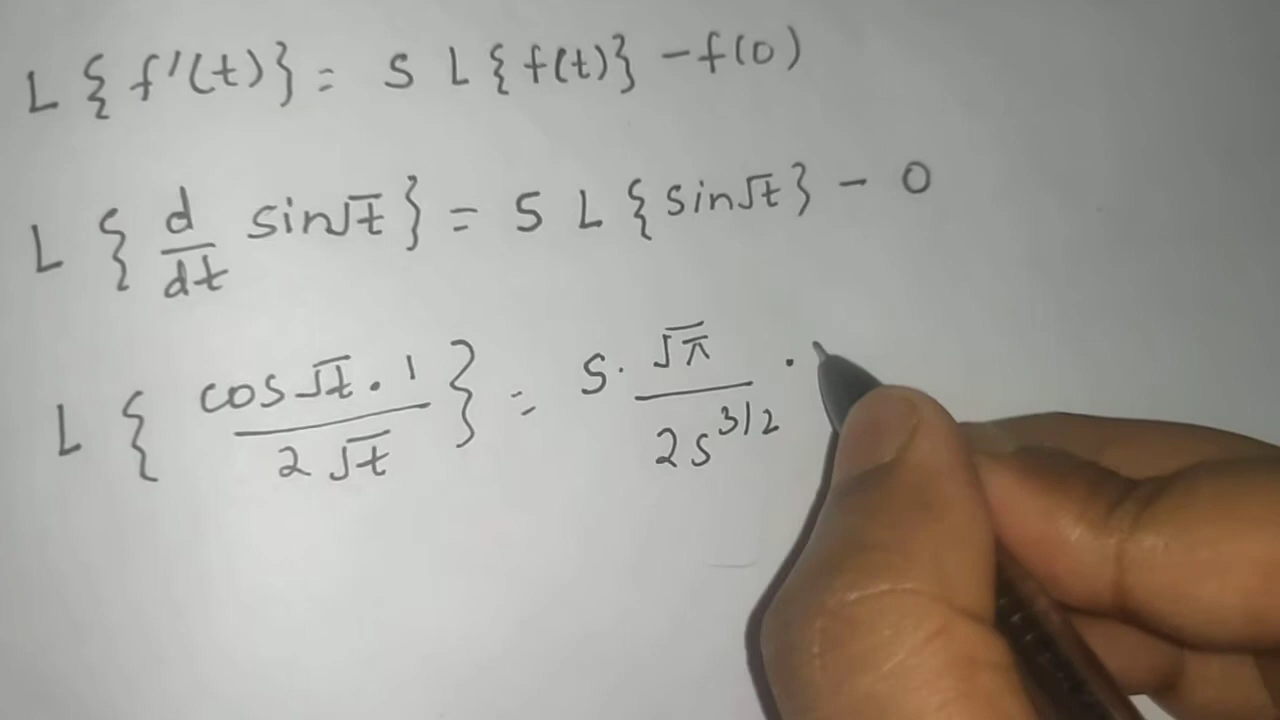 L { f'(t) } = S L { f(t) } - f(0)
L { d/dt sin√t } = S L { sin√t } - 0
L { cos√t . 1 / 2√t } = S . √π / 2s^3/2 .